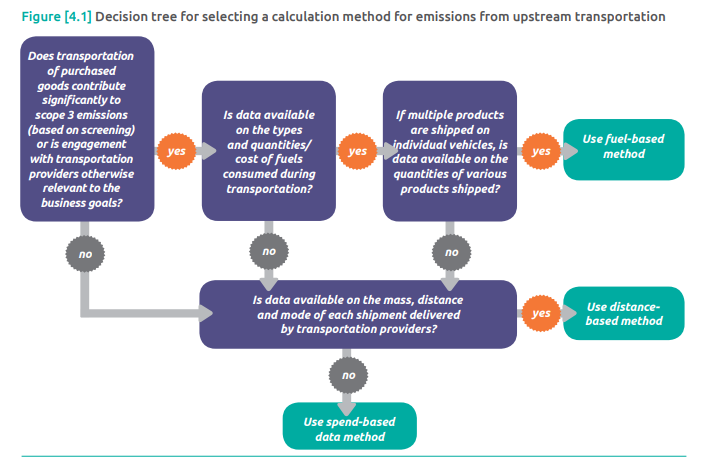 Figure [4.1] Decision tree for selecting a calculation method for emissions from upstream transportation
Does transportation
of purchased
goods contribute
significantly to
scope 3 emissions
(based on screening)
or is engagement
with transportation
providers otherwise
relevant to the
business goals?
yes
Is data available
on the types
and quantities/
cost of fuels
consumed during
transportation?
yes
If multiple products
are shipped on
individual vehicles, is
data available on the
quantities of various
products shipped?
yes
Use fuel-based
method
no
no
no
Is data available on the mass, distance
and mode of each shipment delivered
by transportation providers?
yes
Use distance-
based method
no
Use spend-based
data method